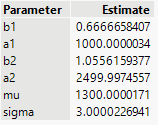 Parameter Estimate
b1 0.6666658407
a1 1000.0000034
b2 1.0556159377
a2 2499.9974557
mu 1300.0000171
sigma 3.0000226941